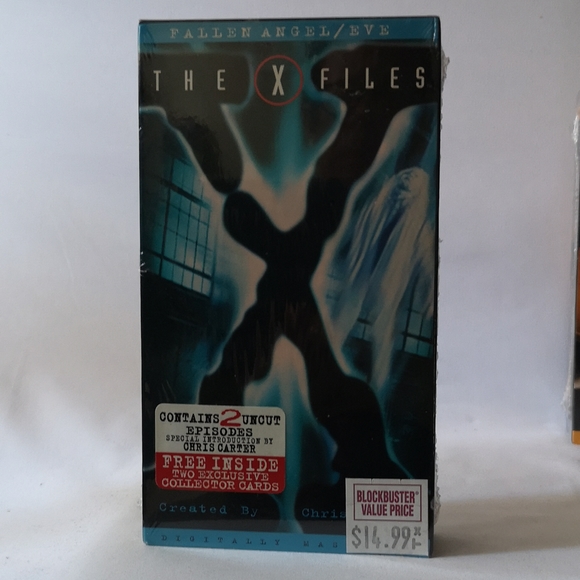 FALLEN ANGEL/EVE
THE X FILES
CONTAINS 2 UNCUT
EPISODES
SPECIAL INTRODUCTION BY
CHRIS CARTER
FREE INSIDE
TWO EXCLUSIVE
COLLECTOR CARDS
Created By Chris
BLOCKBUSTER®
VALUE PRICE
$14.99
DIGITALLY